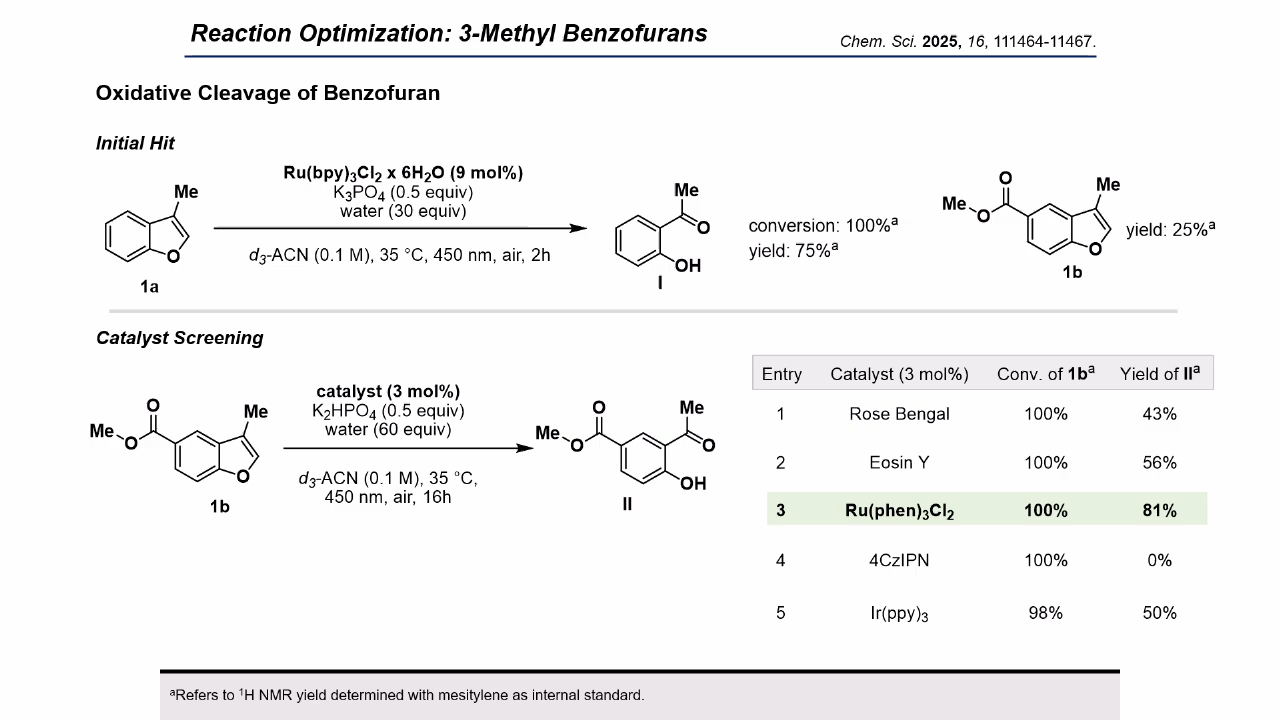 Reaction Optimization: 3-Methyl Benzofurans
Chem. Sci. 2025, 16, 111464-11467.
Oxidative Cleavage of Benzofuran
Initial Hit
Me
O
1a
Ru(bpy)₃Cl₂ x 6H₂O (9 mol%)
K₃PO₄ (0.5 equiv)
water (30 equiv)
d₃-ACN (0.1 M), 35 °C, 450 nm, air, 2h
Me
O
OH
I
conversion: 100%ᵃ
yield: 75%ᵃ
O
Me
O
Me
O
1b
yield: 25%ᵃ
Catalyst Screening
O
Me
O
Me
O
1b
catalyst (3 mol%)
K₂HPO₄ (0.5 equiv)
water (60 equiv)
d₃-ACN (0.1 M), 35 °C,
450 nm, air, 16h
O
Me
O
Me
O
OH
II
Entry Catalyst (3 mol%) Conv. of 1bᵃ Yield of IIᵃ
1 Rose Bengal 100% 43%
2 Eosin Y 100% 56%
3 Ru(phen)₃Cl₂ 100% 81%
4 4CzIPN 100% 0%
5 Ir(ppy)₃ 98% 50%
ᵃRefers to ¹H NMR yield determined with mesitylene as internal standard.